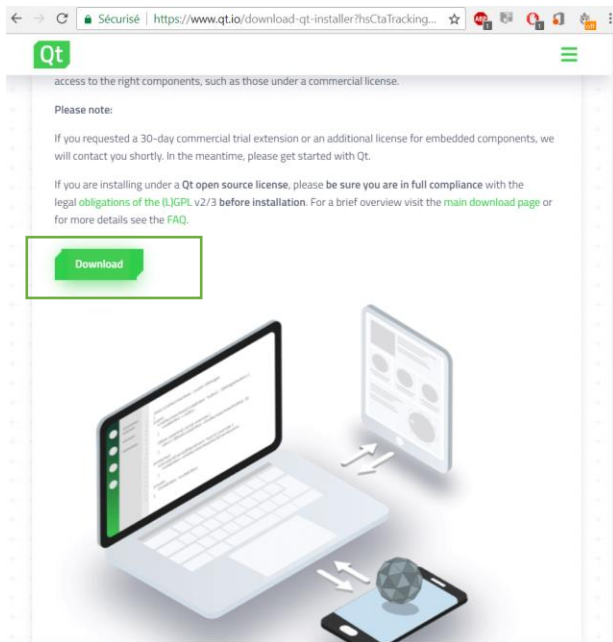 Sécurisé | https://www.qt.io/download-qt-installer?hsCtaTracking...
Qt
access to the right components, such as those under a commercial license.
Please note:
If you requested a 30-day commercial trial extension or an additional license for embedded components, we
will contact you shortly. In the meantime, please get started with Qt.
If you are installing under a Qt open source license, please be sure you are in full compliance with the
legal obligations of the (L)GPL v2/3 before installation. For a brief overview visit the main download page or
for more details see the FAQ.
Download